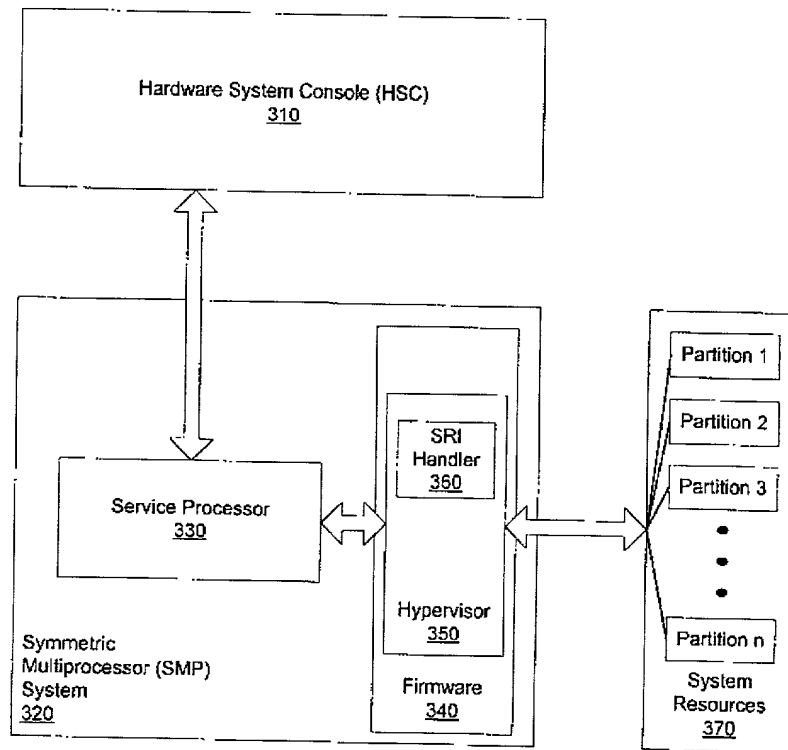 Hardware System Console (HSC)
310
Partition 1
Partition 2
SRI
Handler
360
Partition 3
Service Processor
330
Hypervisor
350
Partition n
Symmetric
Multiprocessor (SMP)
System
320
Firmware
340
System
Resources
370